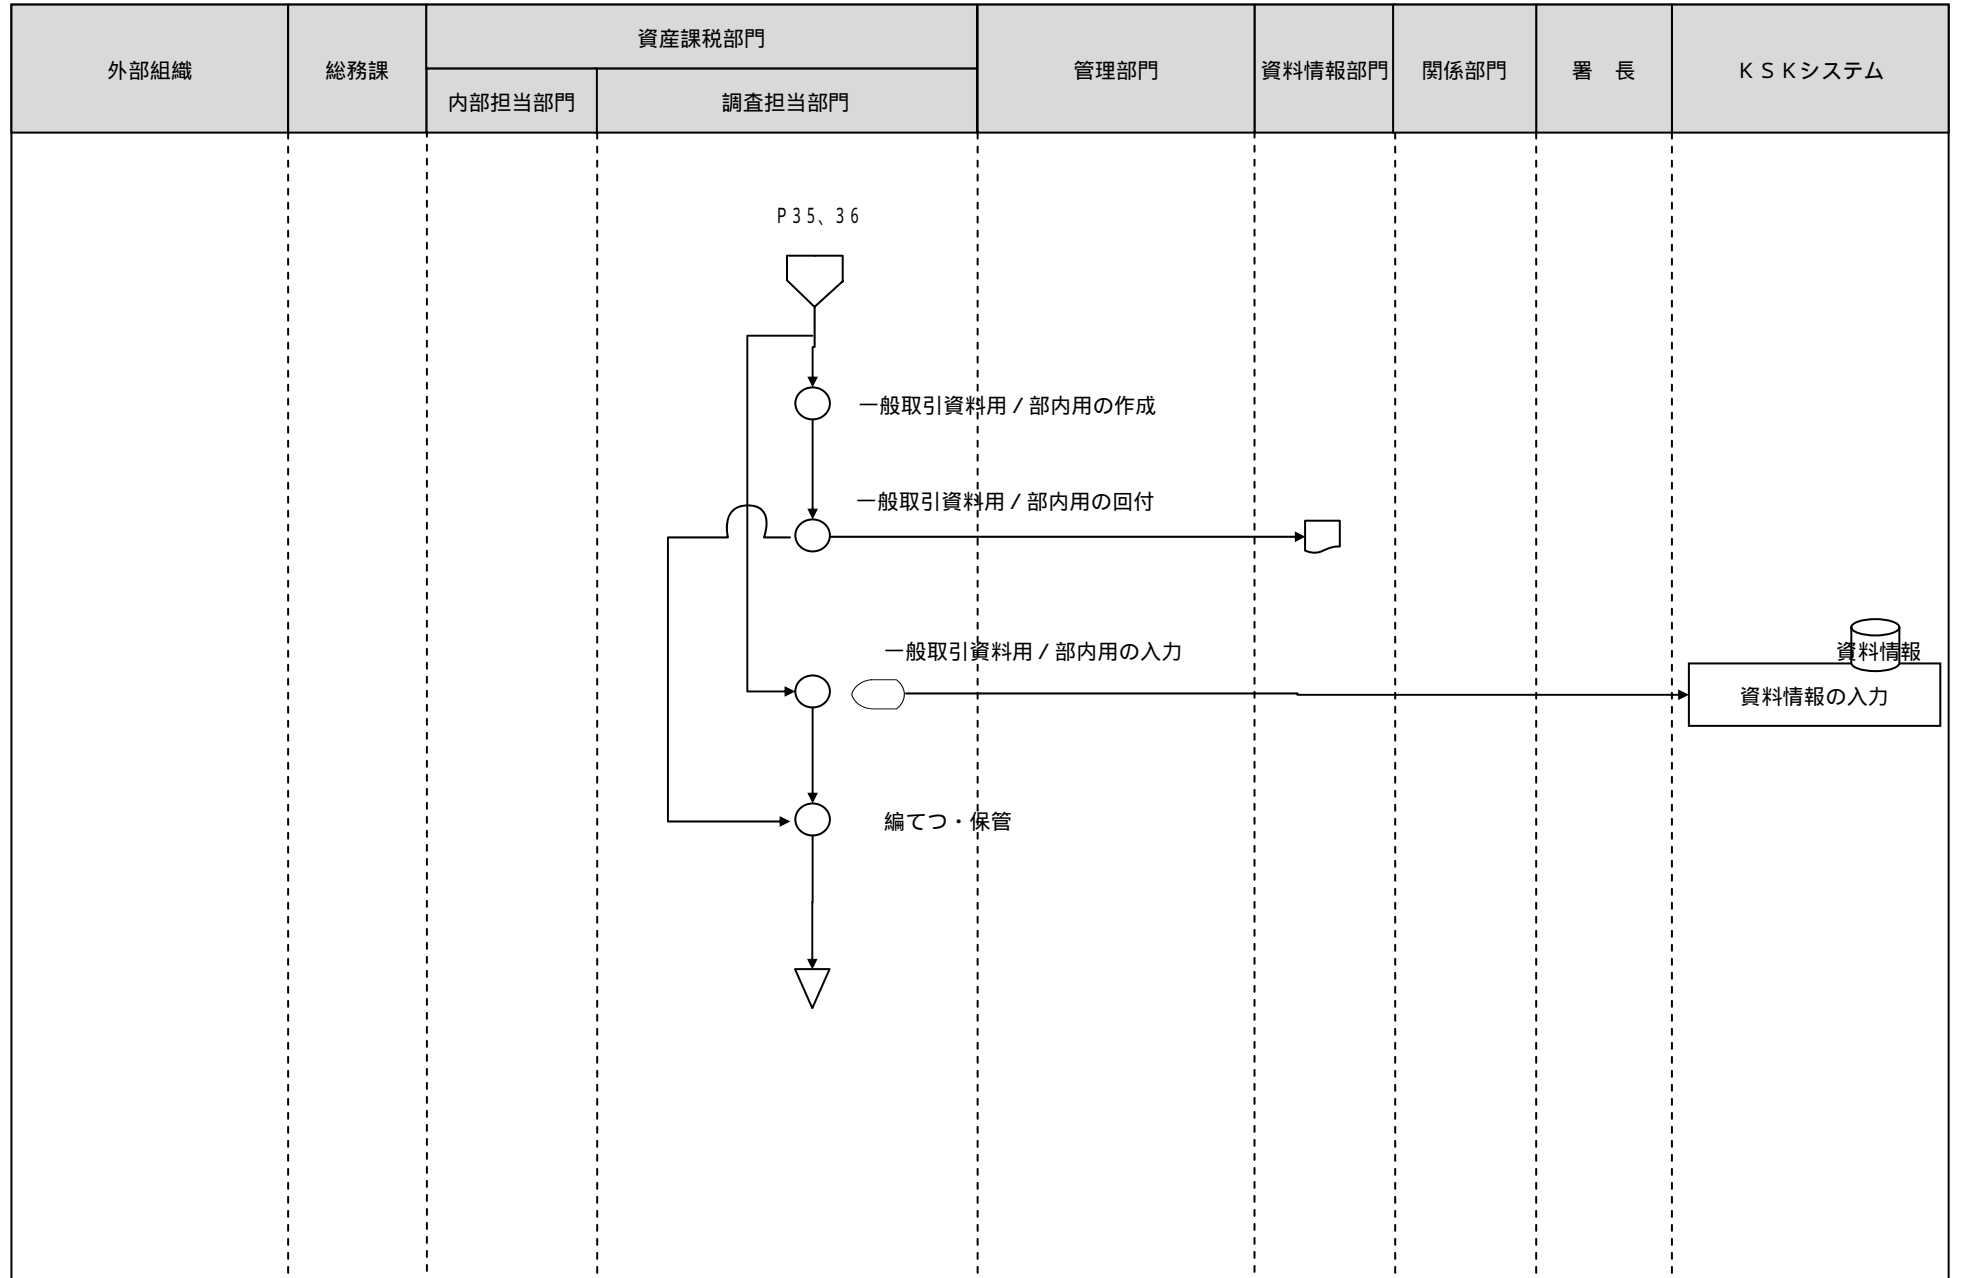 資産課税部門
外部組織
総務課
管理部門
資料情報部門
関係部門
署　長
ＫＳＫシステム
内部担当部門
調査担当部門
P３５、３６
一般取引資料用／部内用の作成
一般取引資料用／部内用の回付
一般取引資料用／部内用の入力
資料情報
資料情報の入力
編てつ・保管